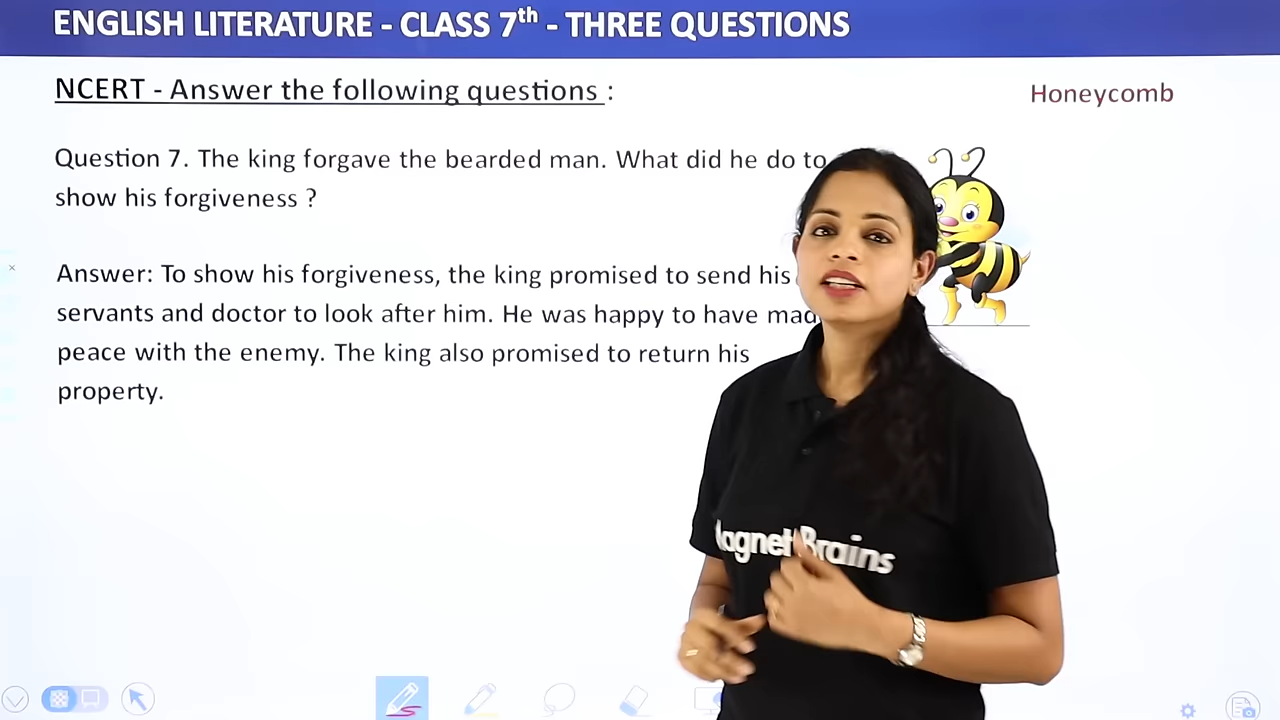 ENGLISH LITERATURE - CLASS 7th - THREE QUESTIONS
NCERT - Answer the following questions :
Honeycomb
Question 7. The king forgave the bearded man. What did he do to
show his forgiveness ?
Answer: To show his forgiveness, the king promised to send his
servants and doctor to look after him. He was happy to have
peace with the enemy. The king also promised to return his
property.
Brains